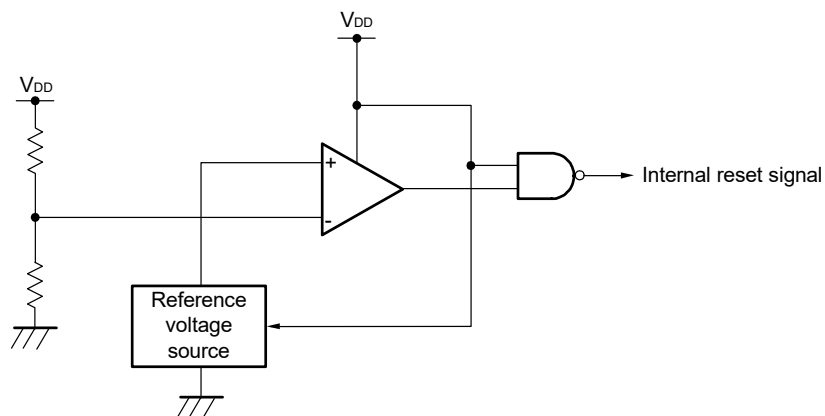 VDD
VDD
+
-
Internal reset signal
Reference
voltage
source